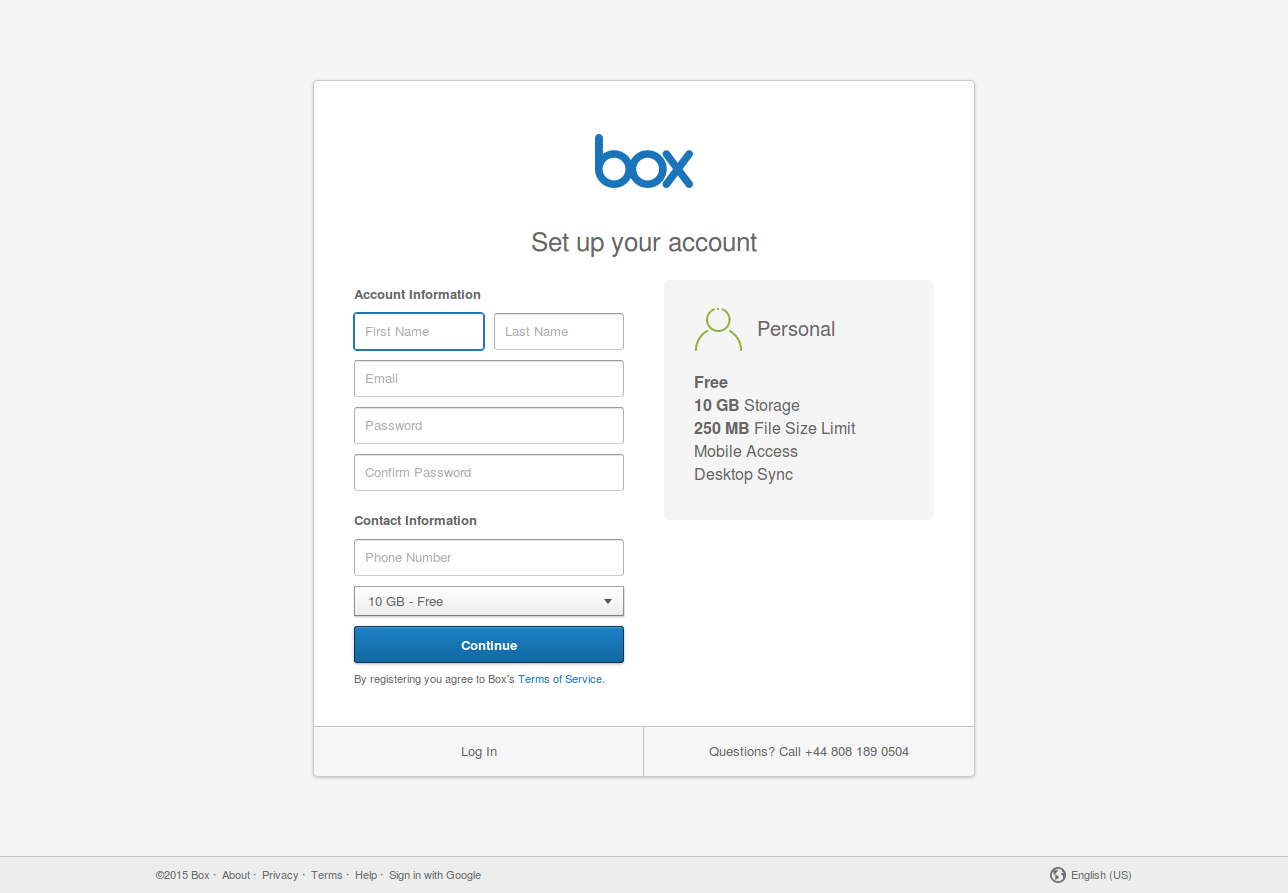 box
Set up your account
Account Information
First Name Last Name
Email
Password
Confirm Password
Contact Information
Phone Number
10 GB - Free
Continue
By registering you agree to Box's Terms of Service.
Personal
Free
10 GB Storage
250 MB File Size Limit
Mobile Access
Desktop Sync
Log In
Questions? Call +44 808 189 0504
©2015 Box · About · Privacy · Terms · Help · Sign in with Google
English (US)